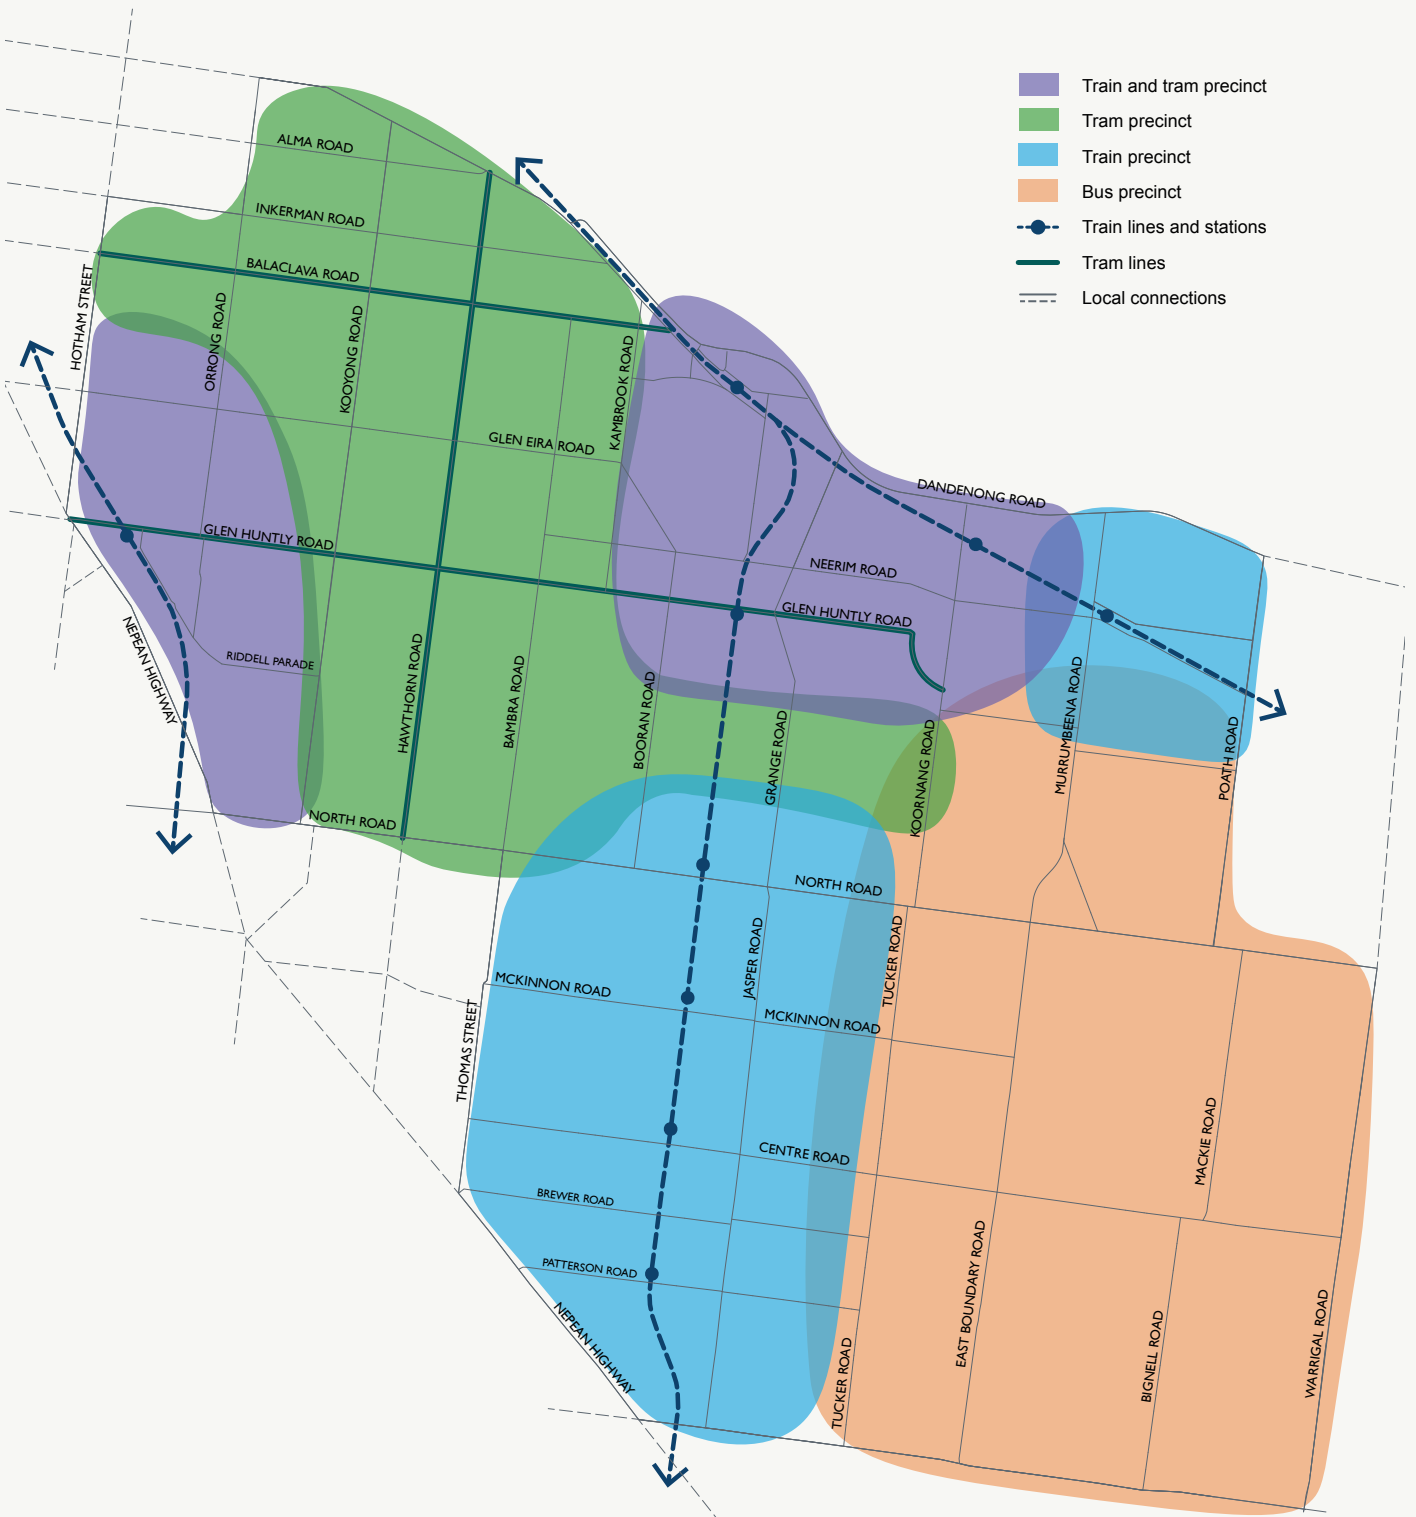 Train and tram precinct
Tram precinct
Train precinct
Bus precinct
Train lines and stations
Tram lines
Local connections
ALMA ROAD
INKERMAN ROAD
BALACLAVA ROAD
HOTHAM STREET
ORRONG ROAD
KOOYONG ROAD
KAMBROOK ROAD
GLEN EIRA ROAD
DANDENONG ROAD
GLEN HUNTLY ROAD
NEERIM ROAD
GLEN HUNTLY ROAD
NEPEAN HIGHWAY
RIDDELL PARADE
HAWTHORN ROAD
BAMBRA ROAD
BOORAN ROAD
GRANGE ROAD
KOORNANG ROAD
MURRUMBEENA ROAD
POATH ROAD
NORTH ROAD
NORTH ROAD
JASPER ROAD
TUCKER ROAD
MCKINNON ROAD
MCKINNON ROAD
THOMAS STREET
CENTRE ROAD
MACKIE ROAD
BREWER ROAD
PATTERSON ROAD
EAST BOUNDARY ROAD
NEPEAN HIGHWAY
TUCKER ROAD
BIGNELL ROAD
WARRIGAL ROAD